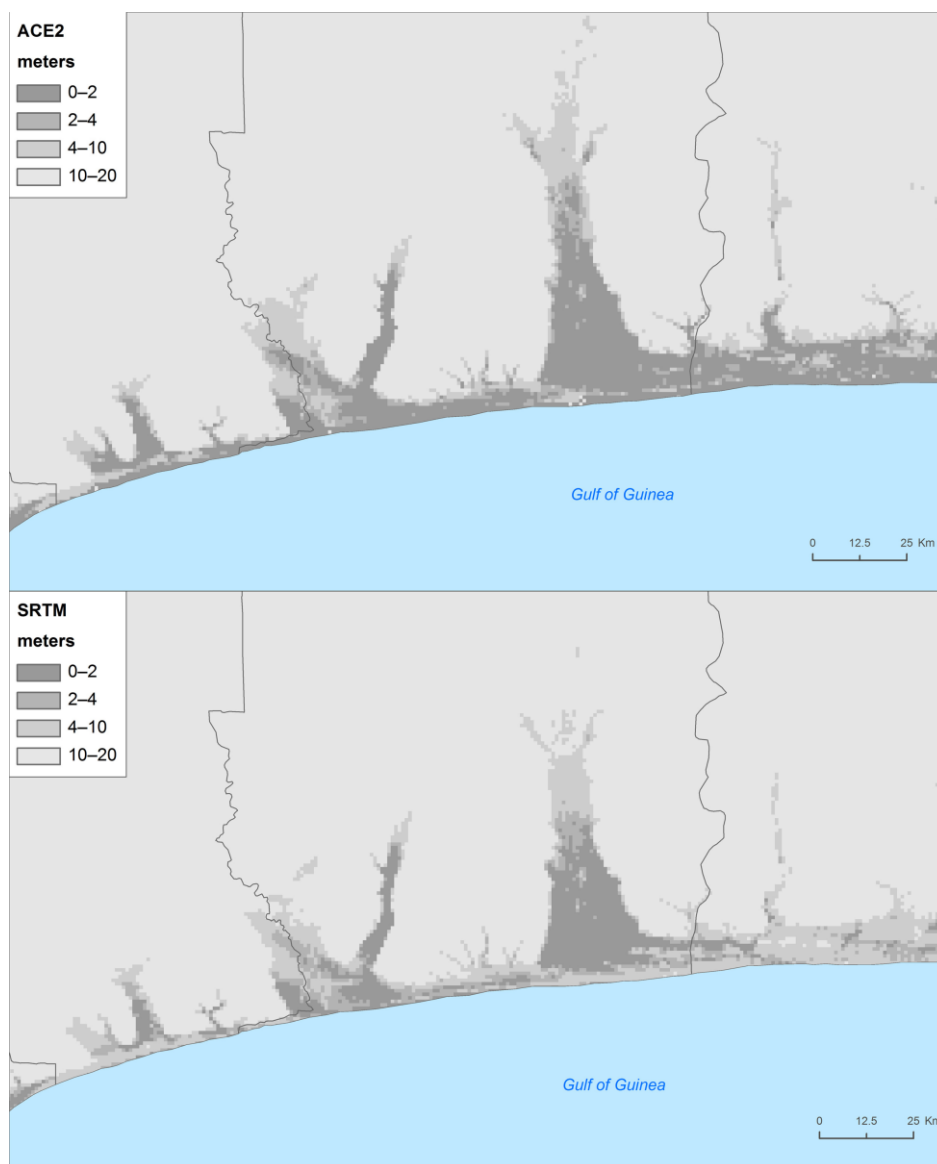 ACE2
meters
0–2
2–4
4–10
10–20
Gulf of Guinea
0 12.5 25 Km
SRTM
meters
0–2
2–4
4–10
10–20
Gulf of Guinea
0 12.5 25 Km